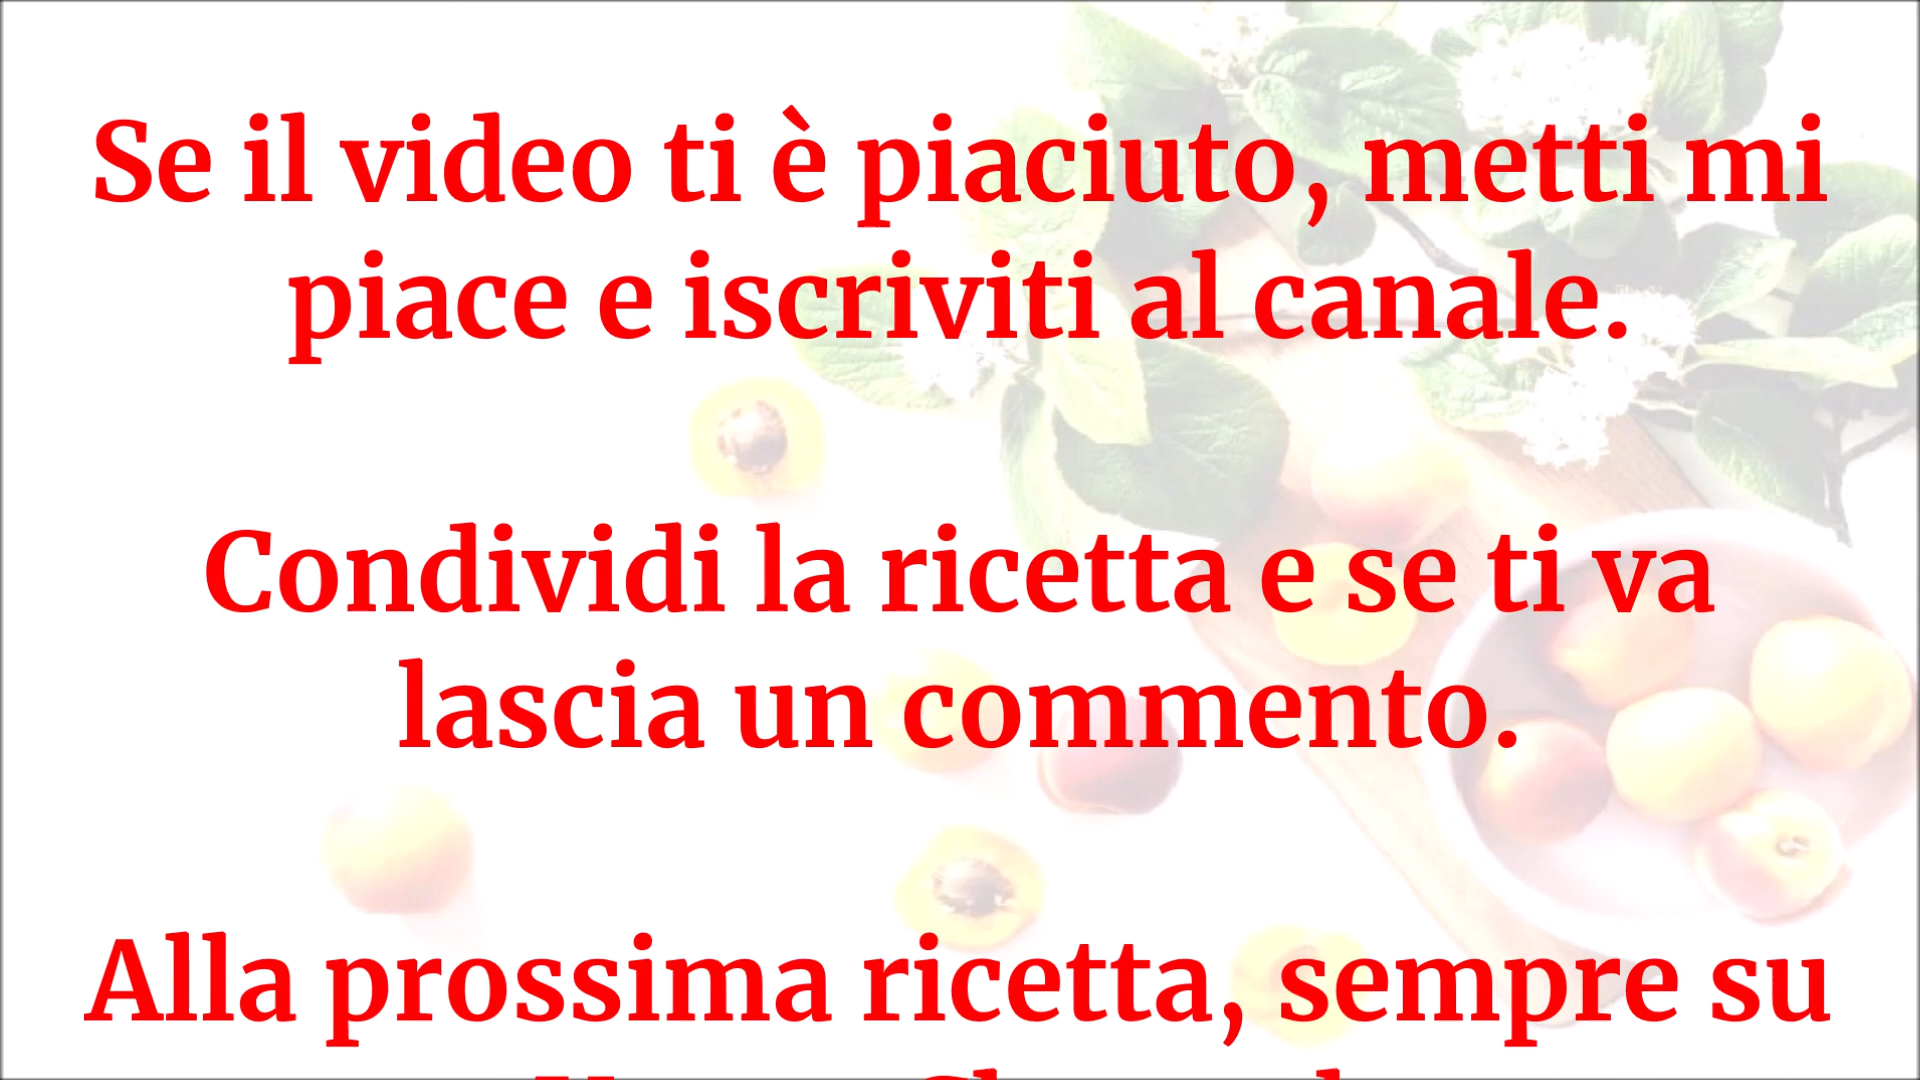 Se il video ti è piaciuto, metti mi
piace e iscriviti al canale.
Condividi la ricetta e se ti va
lascia un commento.
Alla prossima ricetta, sempre su